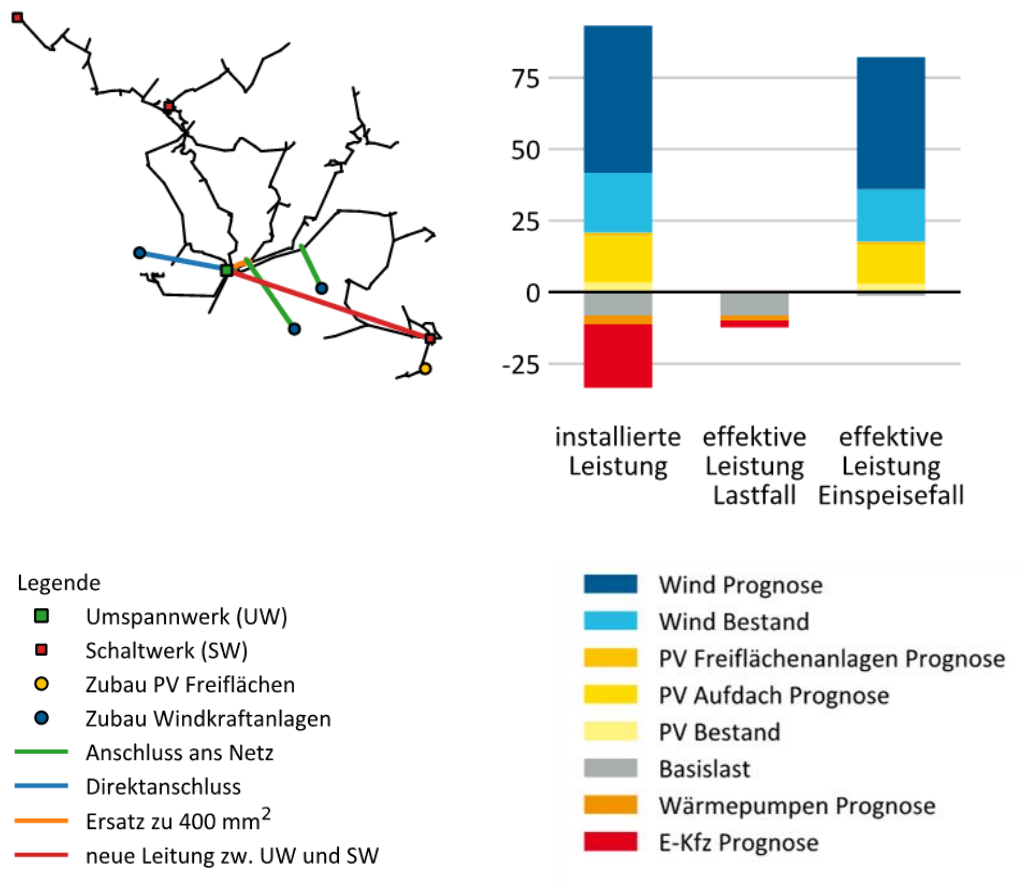 75
50
25
0
-25
installierte
Leistung
effektive
Leistung
Lastfall
effektive
Leistung
Einspeisefall
Legende
Umspannwerk (UW)
Schaltwerk (SW)
Zubau PV Freiflächen
Zubau Windkraftanlagen
Anschluss ans Netz
Direktanschluss
Ersatz zu 400 mm²
neue Leitung zw. UW und SW
Wind Prognose
Wind Bestand
PV Freiflächenanlagen Prognose
PV Aufdach Prognose
PV Bestand
Basislast
Wärmepumpen Prognose
E-Kfz Prognose